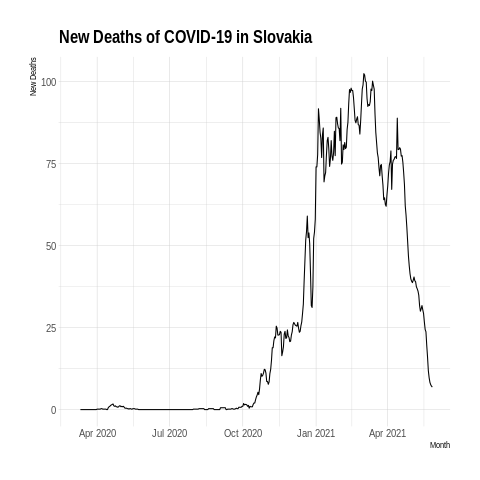 New Deaths of COVID-19 in Slovakia
New Deaths
100
75
50
25
0
Apr 2020 Jul 2020 Oct 2020 Jan 2021 Apr 2021
Month